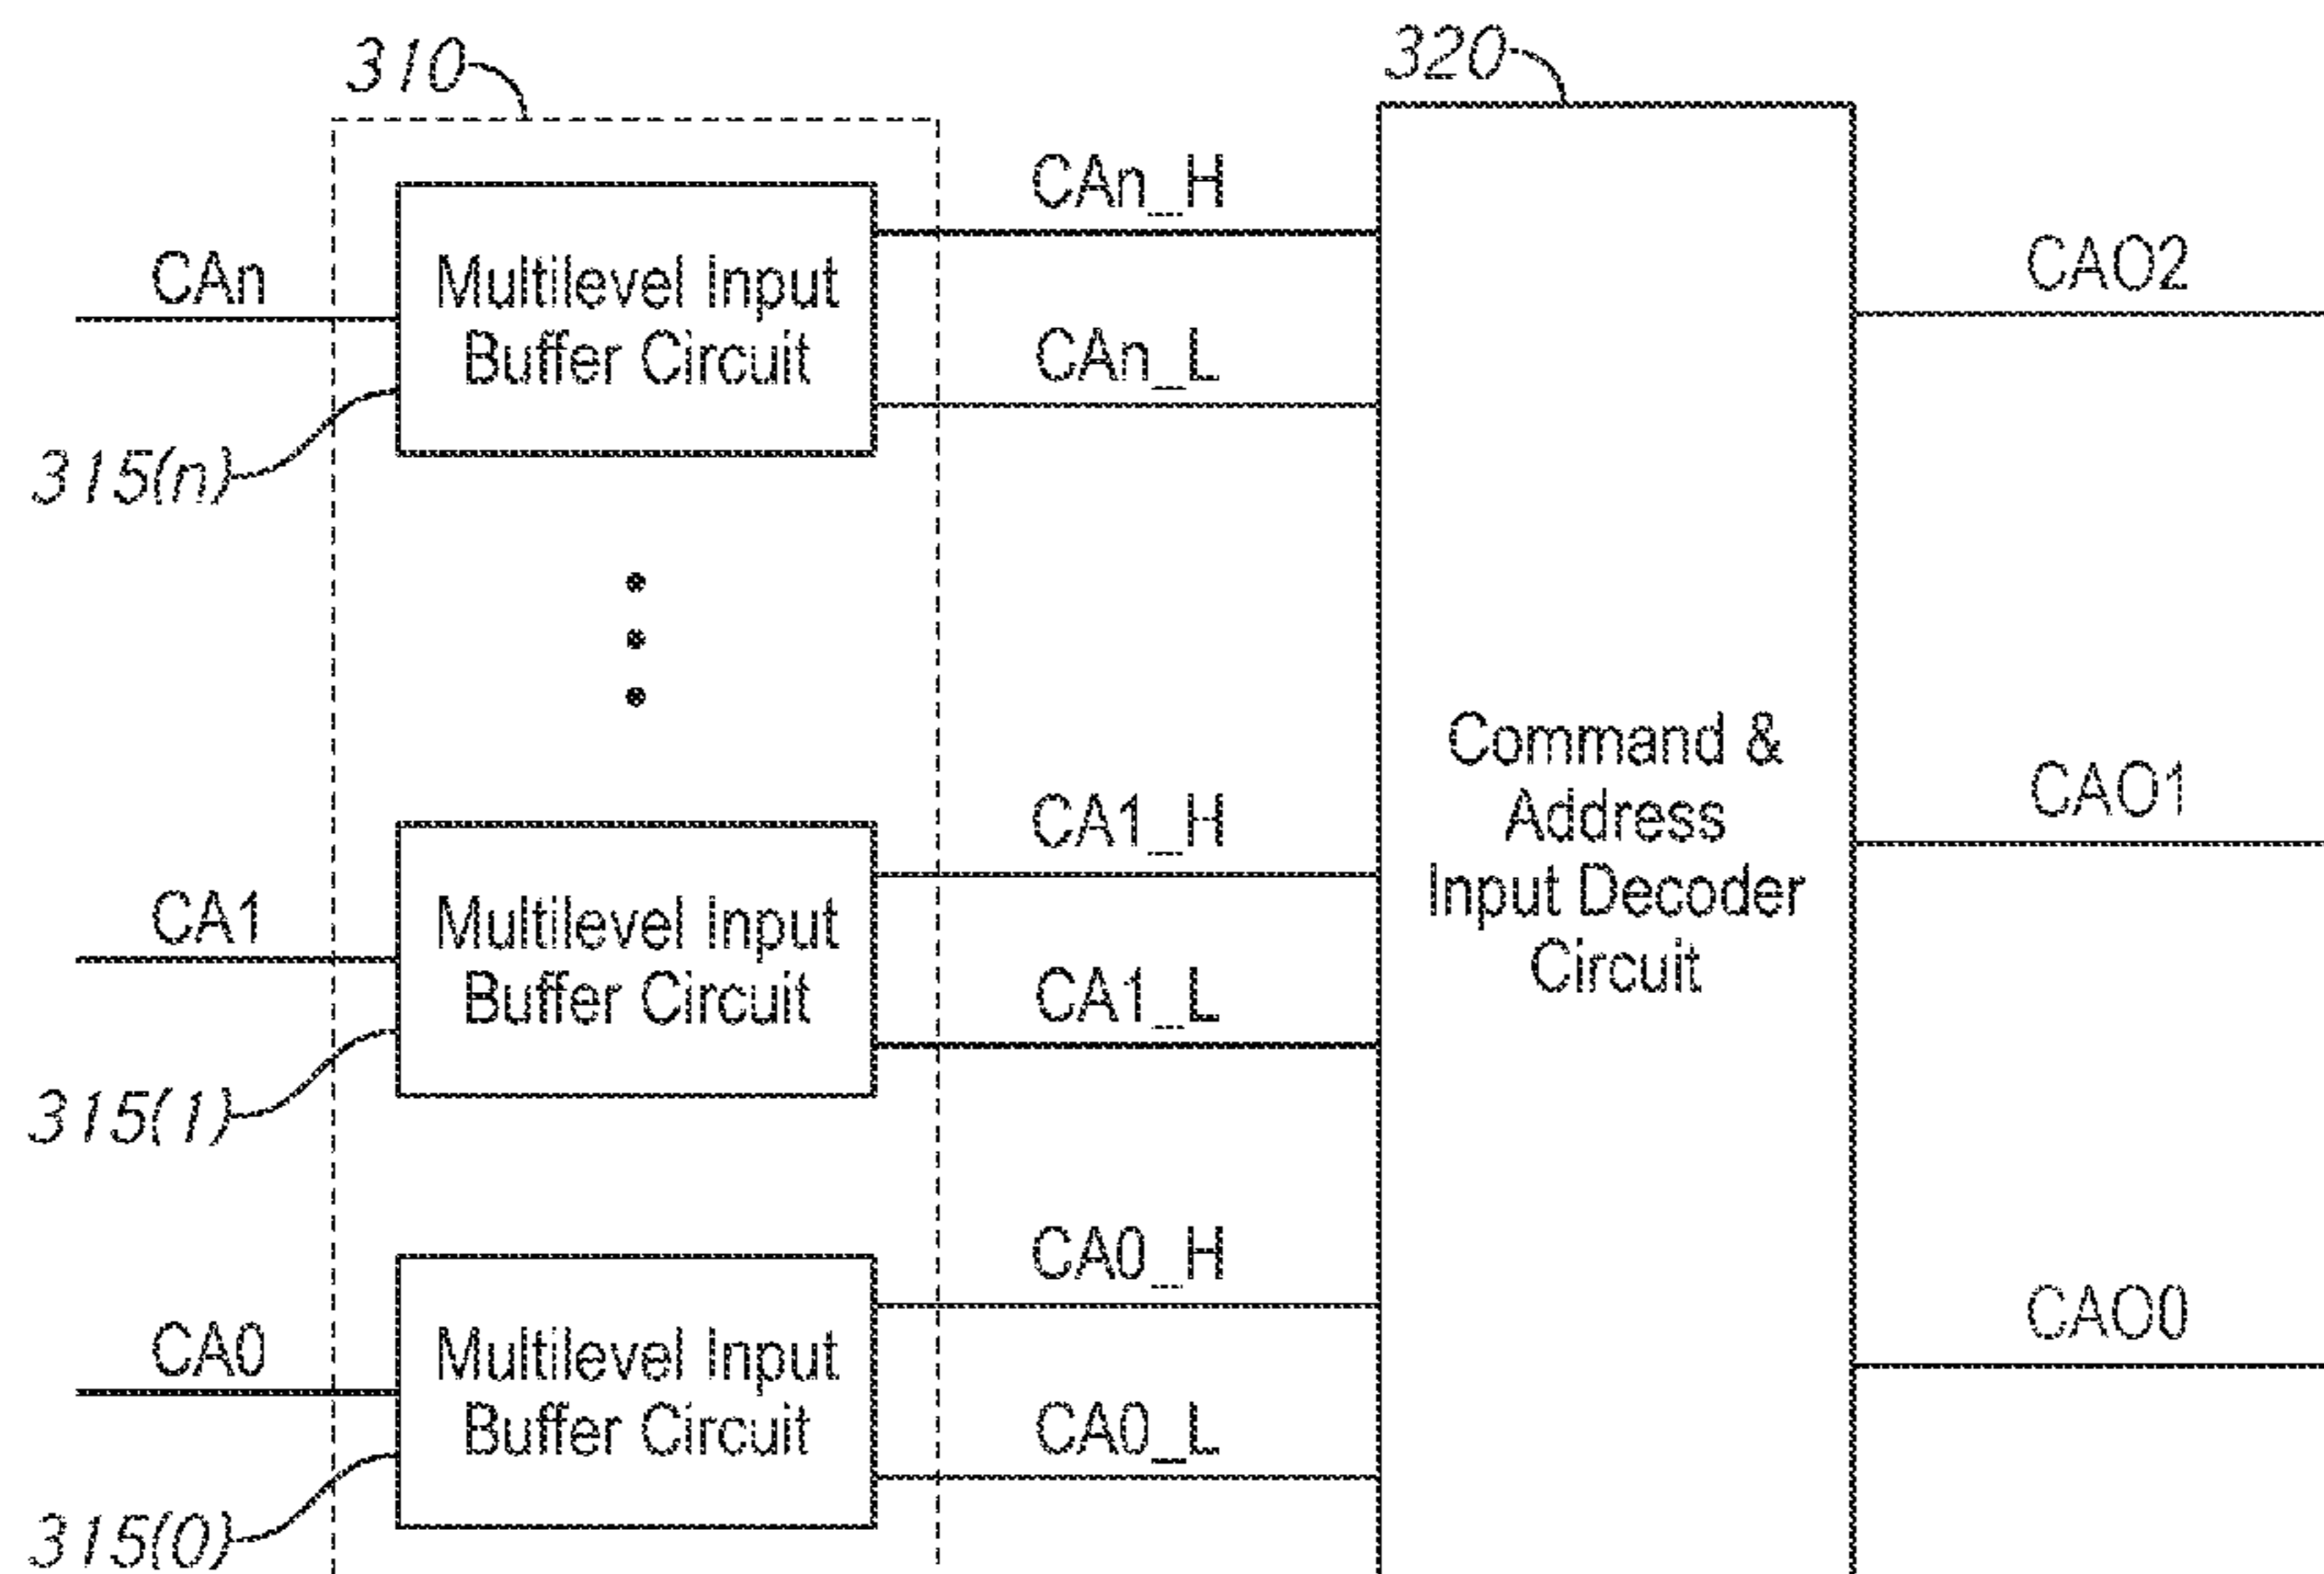 310
320
CAn_H
CAn
Multilevel Input
Buffer Circuit
CAn_L
CAO2
315(n)
CA1_H
Command &
Address
Input Decoder
Circuit
CAO1
CA1
Multilevel Input
Buffer Circuit
CA1_L
315(1)
CA0_H
CA0
Multilevel Input
Buffer Circuit
CA0_L
CAO0
315(0)